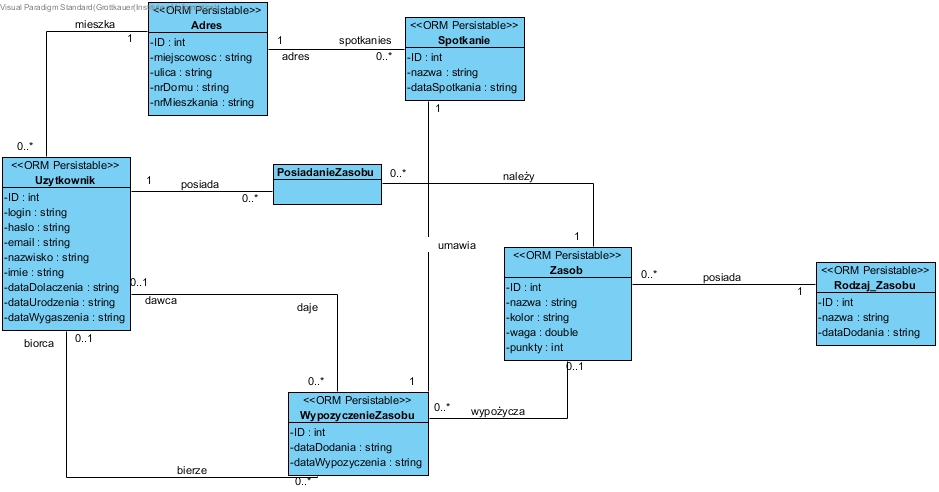 Visual Paradigm Standard(Grottkauer(Ins
<<ORM Persistable>>
Adres
-ID : int
-miejscowosc : string
-ulica : string
-nrDomu : string
-nrMieszkania : string
mieszka
1
0..*
1
adres
spotkanies
0..*
<<ORM Persistable>>
Spotkanie
-ID : int
-nazwa : string
-dataSpotkania : string
1
umawia
1
<<ORM Persistable>>
Uzytkownik
-ID : int
-login : string
-haslo : string
-email : string
-nazwisko : string
-imie : string
-dataDolaczenia : string
-dataUrodzenia : string
-dataWygaszenia : string
1
posiada
0..*
PosiadanieZasobu
0..*
należy
1
<<ORM Persistable>>
Zasob
-ID : int
-nazwa : string
-kolor : string
-waga : double
-punkty : int
0..*
posiada
1
<<ORM Persistable>>
Rodzaj_Zasobu
-ID : int
-nazwa : string
-dataDodania : string
0..1
dawca
daje
0..*
0..1
biorca
bierze
0..*
<<ORM Persistable>>
WypozyczenieZasobu
-ID : int
-dataDodania : string
-dataWypozyczenia : string
0..*
wypożycza
0..1